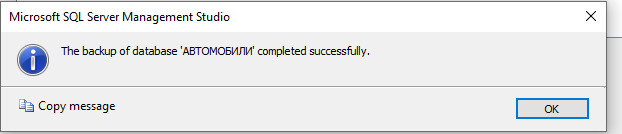 Microsoft SQL Server Management Studio
The backup of database 'АВТОМОБИЛИ' completed successfully.
Copy message
OK